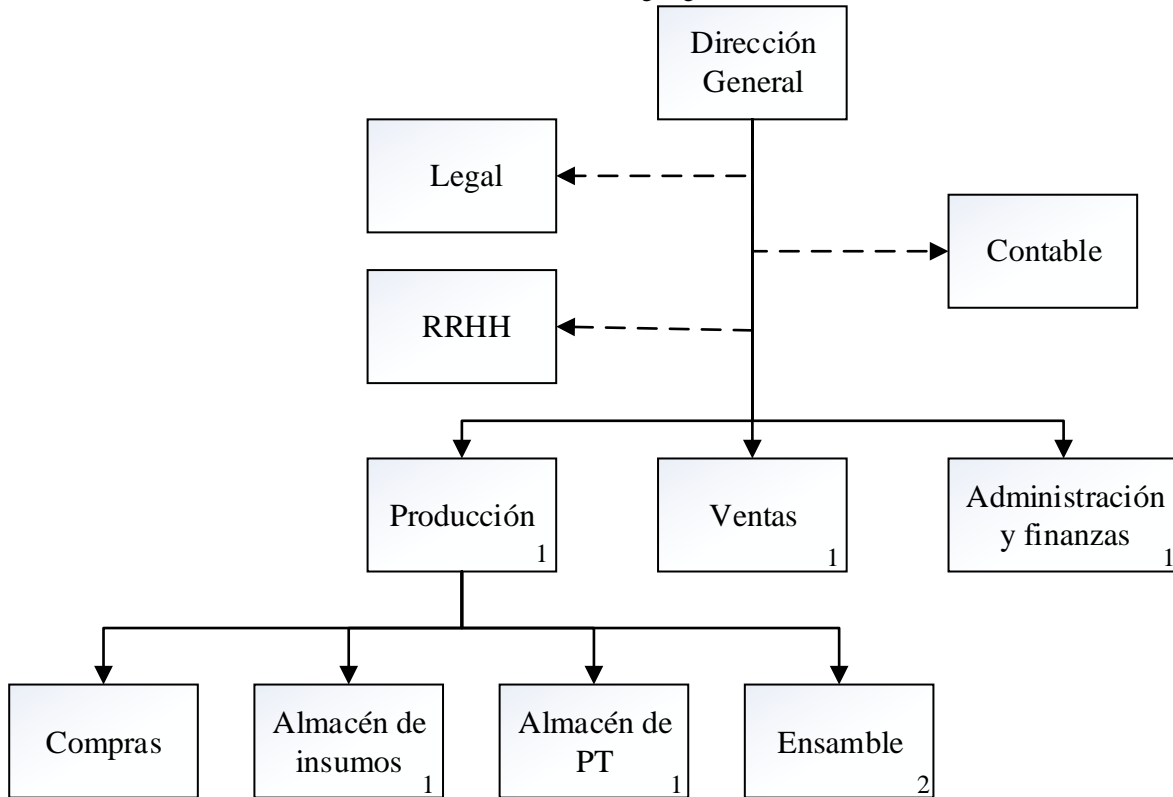 Dirección
General
Legal
Contable
RRHH
Producción
1
Ventas
1
Administración
y finanzas
1
Compras
Almacén de
insumos
1
Almacén de
PT
1
Ensamble
2